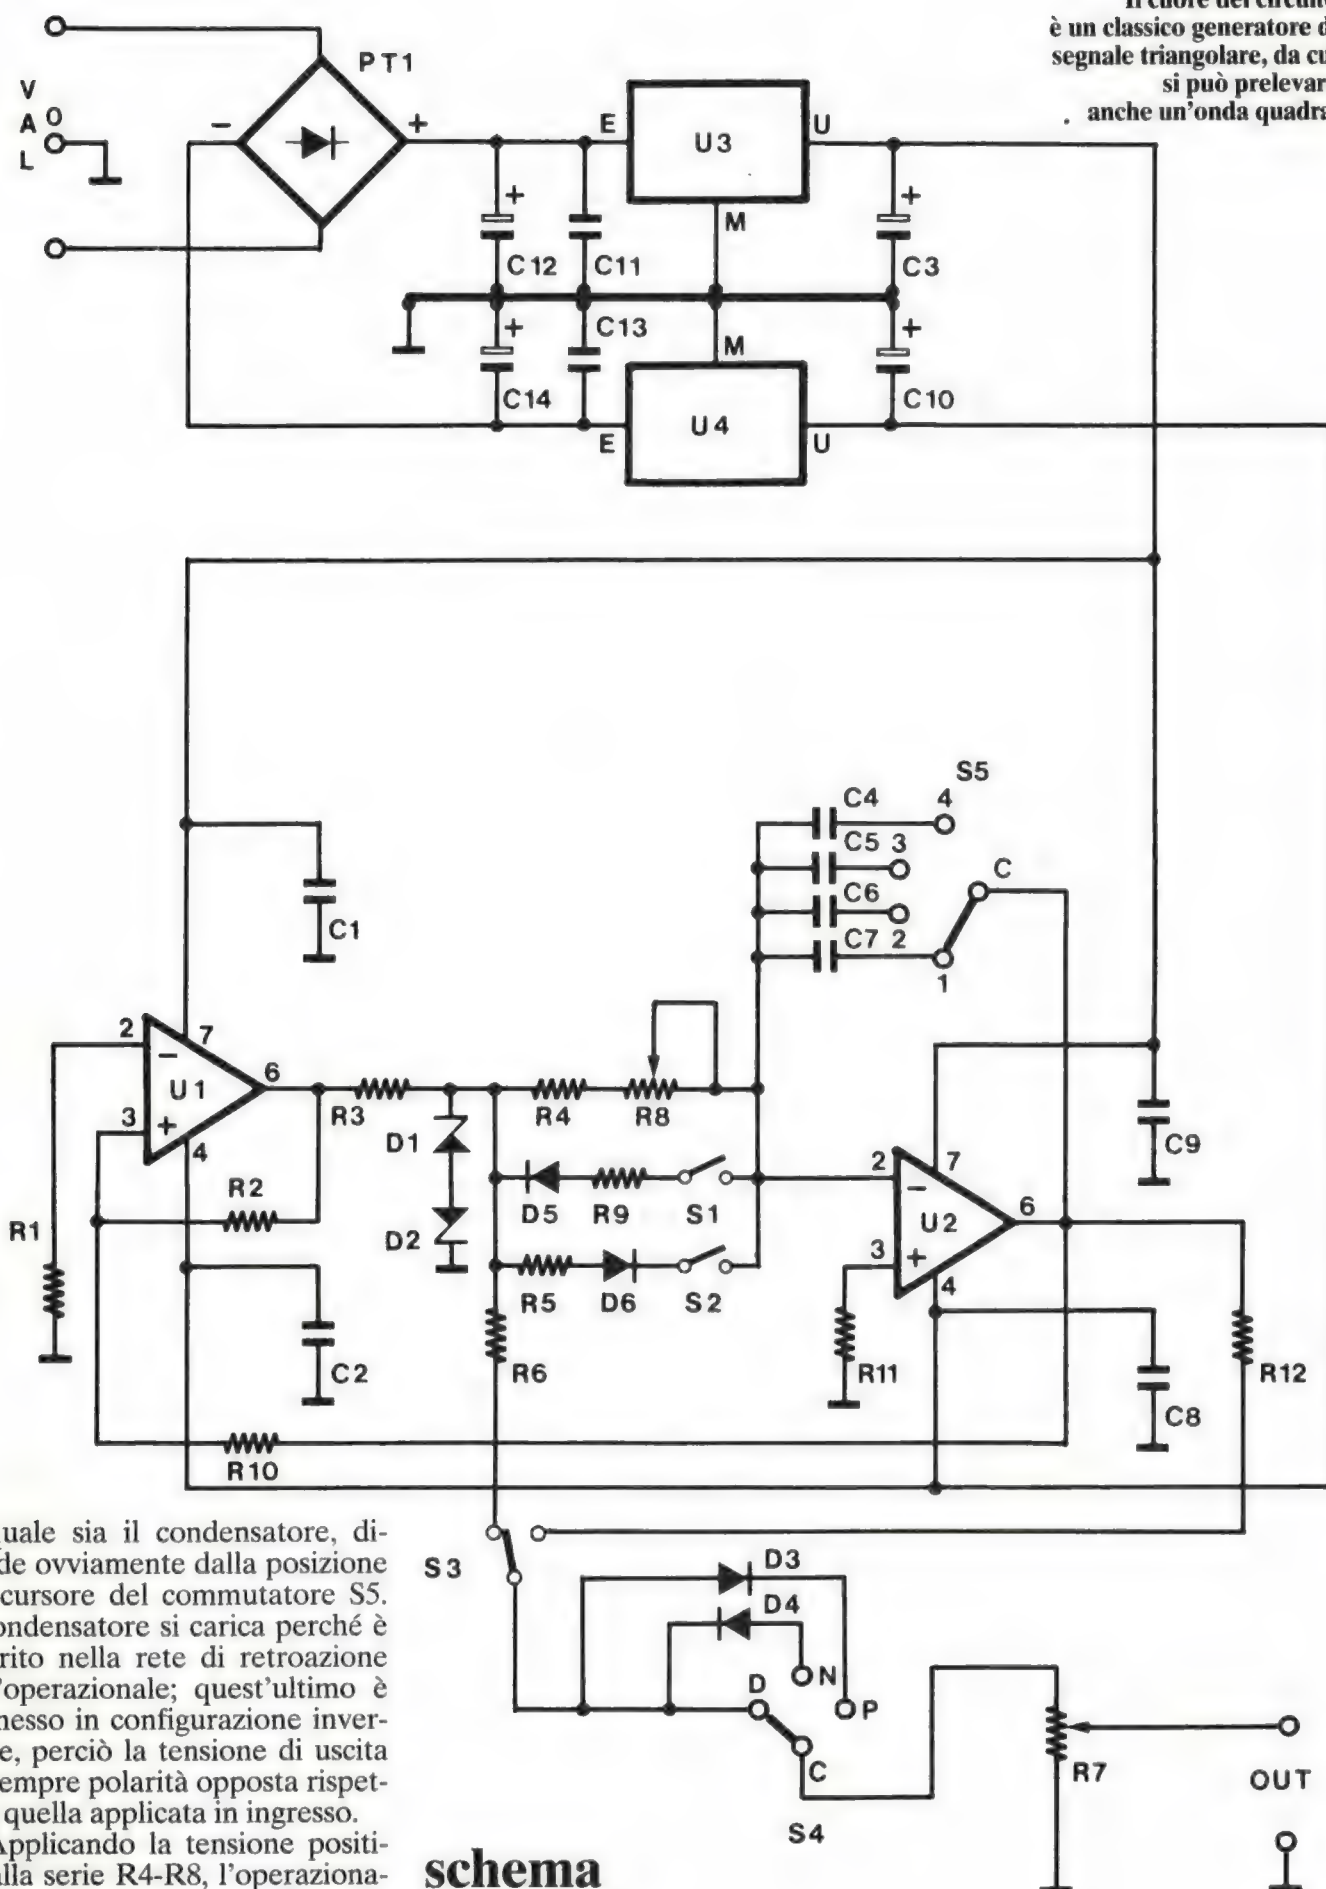 è un classico generatore d
segnale triangolare, da cu
si può prelevar
anche un'onda quadra
PT1
V
A O
L
-
+
E
U3
U
M
+
C12
C11
+
C3
+
C13
M
+
C14
C10
E
U4
U
S5
C4
4
C5
3
C
C6
C7
2
1
C1
2
7
-
U1
6
3
+
4
R3
R4
R8
D1
R2
D2
D5
R9
S1
R5
D6
S2
R1
2
7
-
U2
6
3
+
4
C9
C2
R6
R11
C8
R12
R10
S3
D3
D4
N
D
P
C
S4
R7
OUT
uale sia il condensatore, di-
de ovviamente dalla posizione
cursore del commutatore S5.
ondensatore si carica perché è
rito nella rete di retroazione
l'operazionale; quest'ultimo è
nesso in configurazione inver-
e, perciò la tensione di uscita
empre polarità opposta rispet-
quella applicata in ingresso.
Applicando la tensione positi-
alla serie R4-R8, l'operaziona-
schema